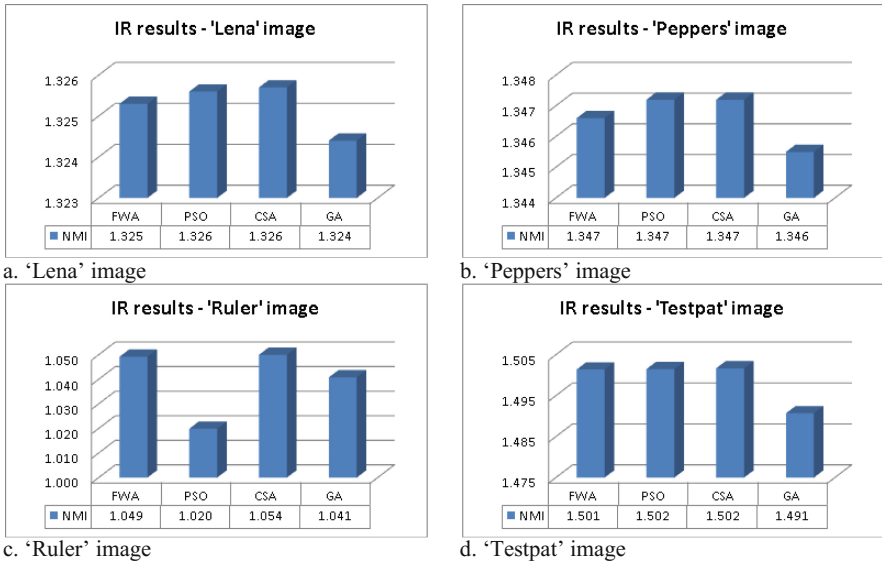 IR results - 'Lena' image
1.326
1.325
1.324
1.323
FWA PSO CSA GA
NMI 1.325 1.326 1.326 1.324
a. ‘Lena’ image
IR results - 'Peppers' image
1.348
1.347
1.346
1.345
1.344
FWA PSO CSA GA
NMI 1.347 1.347 1.347 1.346
b. ‘Peppers’ image
IR results - 'Ruler' image
1.050
1.040
1.030
1.020
1.010
1.000
FWA PSO CSA GA
NMI 1.049 1.020 1.054 1.041
c. ‘Ruler’ image
IR results - 'Testpat' image
1.505
1.495
1.485
1.475
FWA PSO CSA GA
NMI 1.501 1.502 1.502 1.491
d. ‘Testpat’ image